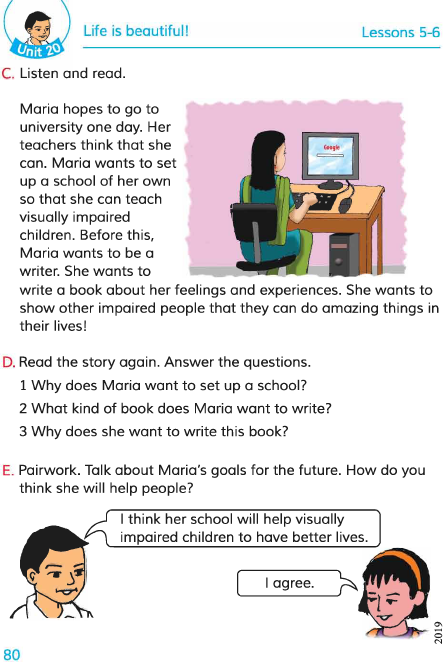 Life is beautiful!
Lessons 5-6
Unit 20
C. Listen and read.
Maria hopes to go to
university one day. Her
teachers think that she
can. Maria wants to set
up a school of her own
so that she can teach
visually impaired
children. Before this,
Maria wants to be a
writer. She wants to
write a book about her feelings and experiences. She wants to
show other impaired people that they can do amazing things in
their lives!
Google
D. Read the story again. Answer the questions.
1 Why does Maria want to set up a school?
2 What kind of book does Maria want to write?
3 Why does she want to write this book?
E. Pairwork. Talk about Maria's goals for the future. How do you
think she will help people?
I think her school will help visually
impaired children to have better lives.
I agree.
2019
80